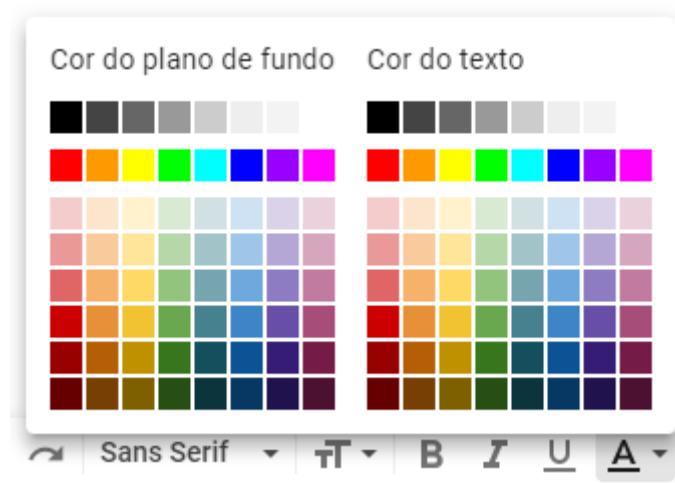 Cor do plano de fundo
Cor do texto
Sans Serif
B I U A